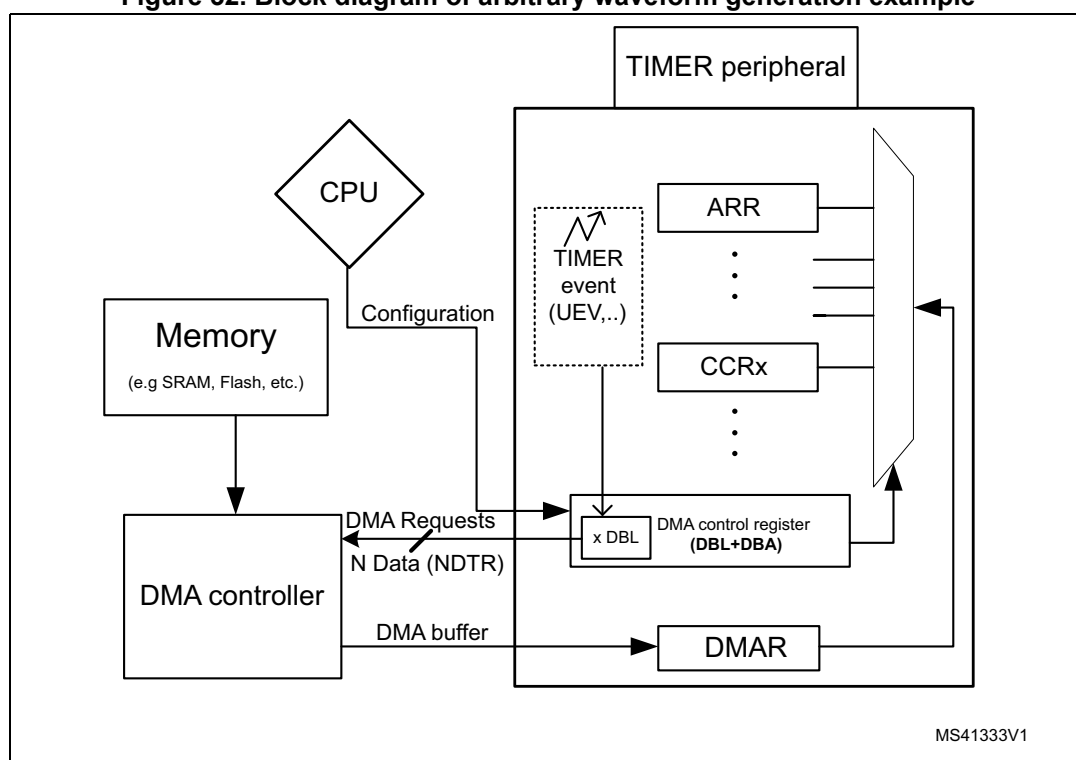 Figure 32. Block diagram of arbitrary waveform generation example
TIMER peripheral
CPU
ARR
TIMER
event
(UEV,..)
Configuration
Memory
(e.g SRAM, Flash, etc.)
CCRx
DMA Requests
N Data (NDTR)
x DBL
DMA control register
(DBL+DBA)
DMA controller
DMA buffer
DMAR
MS41333V1